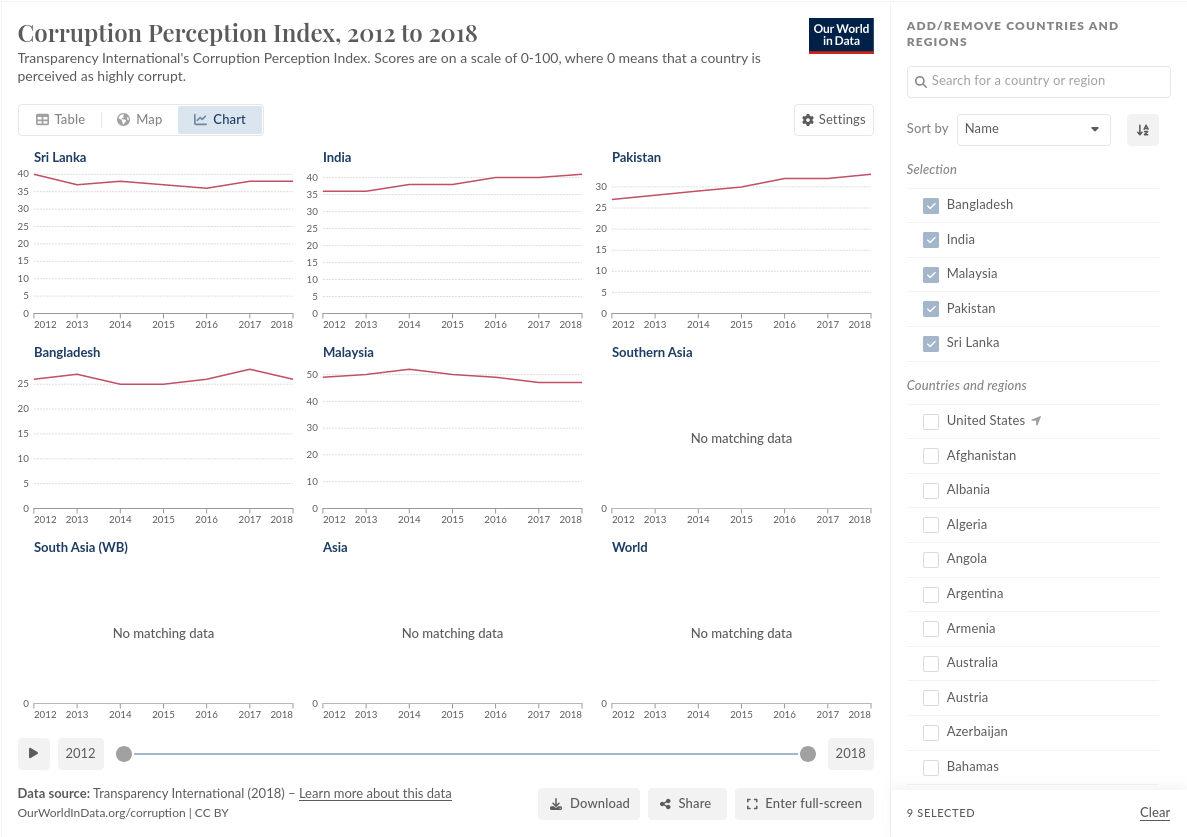 Corruption Perception Index, 2012 to 2018
Transparency International's Corruption Perception Index. Scores are on a scale of 0-100, where 0 means that a country is
perceived as highly corrupt.
Our World
in Data
Table
Map
Chart
Settings
Sri Lanka
40
35
30
25
20
15
10
5
0
2012 2013 2014 2015 2016 2017 2018
India
40
35
30
25
20
15
10
5
0
2012 2013 2014 2015 2016 2017 2018
Pakistan
30
25
20
15
10
5
0
2012 2013 2014 2015 2016 2017 2018
Bangladesh
25
20
15
10
5
0
2012 2013 2014 2015 2016 2017 2018
Malaysia
50
40
30
20
10
0
2012 2013 2014 2015 2016 2017 2018
Southern Asia
No matching data
0
2012 2013 2014 2015 2016 2017 2018
South Asia (WB)
No matching data
0
2012 2013 2014 2015 2016 2017 2018
Asia
No matching data
0
2012 2013 2014 2015 2016 2017 2018
World
No matching data
0
2012 2013 2014 2015 2016 2017 2018
2012
2018
Data source: Transparency International (2018) – Learn more about this data
OurWorldInData.org/corruption | CC BY
Download
Share
Enter full-screen
ADD/REMOVE COUNTRIES AND
REGIONS
Search for a country or region
Sort by
Name
Selection
Bangladesh
India
Malaysia
Pakistan
Sri Lanka
Countries and regions
United States
Afghanistan
Albania
Algeria
Angola
Argentina
Armenia
Australia
Austria
Azerbaijan
Bahamas
9 SELECTED
Clear